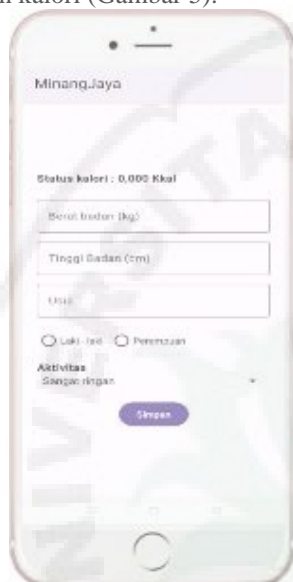 kalori (Gambar 3).
MinangJaya
Status kalori : 0,000 Kkal
Berat badan (kg)
Tinggi Badan (cm)
Usia
Laki-laki Perempuan
Aktivitas
Sangat ringan
Simpan